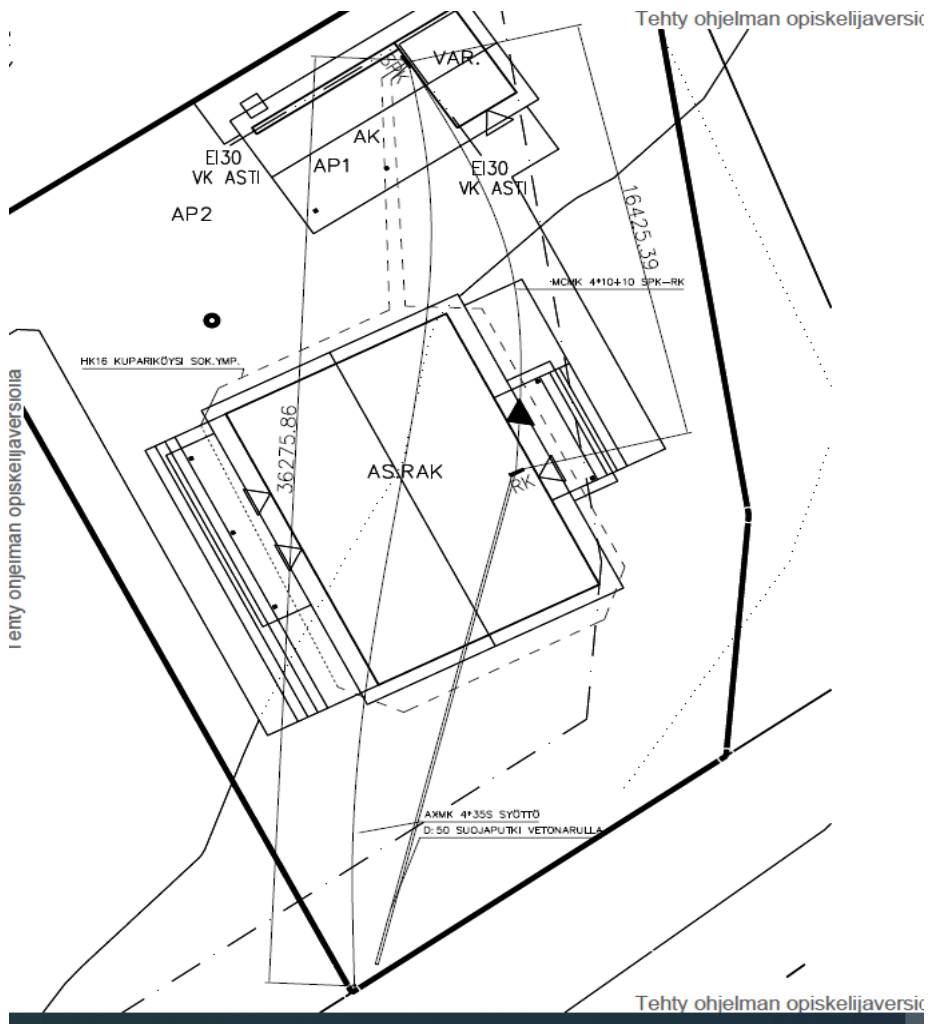 Tehty ohjelman opiskelijaversio
VAR.
SPK
AK
EI30
VK ASTI
AP1
EI30
VK ASTI
AP2
16425.39
MCMK 4*10+10 SPK-RK
HK16 KUPARIKÖYSI SOK.YMP.
Tehty ohjelman opiskelijaversiolla
36275.86
AS.RAK
RK
AXMK 4*35S SYÖTTÖ
D:50 SUOJAPUTKI VETONARULLA
Tehty ohjelman opiskelijaversio